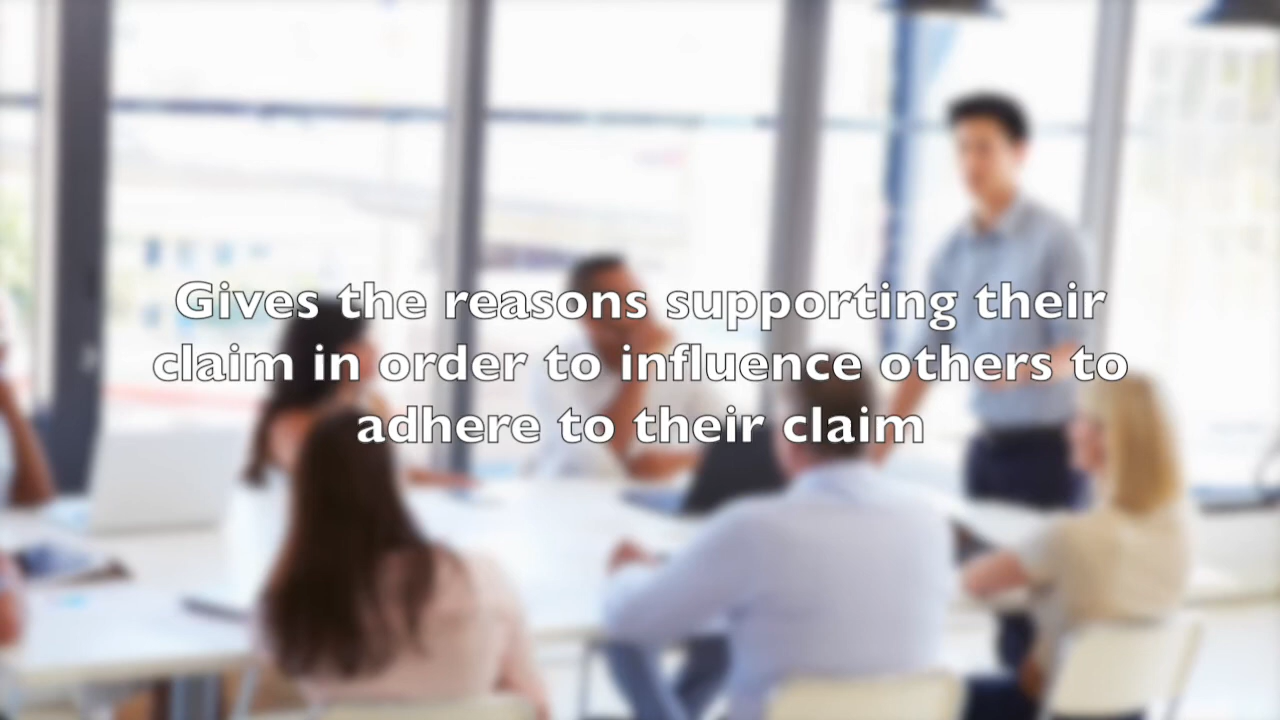 Gives the reasons supporting their
claim in order to influence others to
adhere to their claim